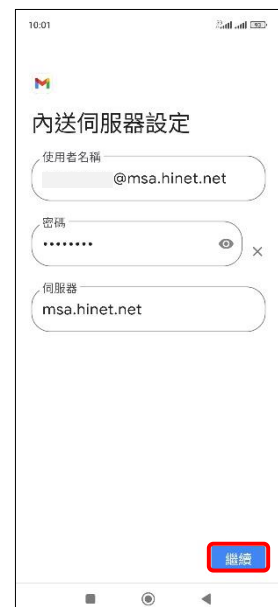 10:01
內送伺服器設定
使用者名稱
@msa.hinet.net
密碼
••••••••
伺服器
msa.hinet.net
繼續